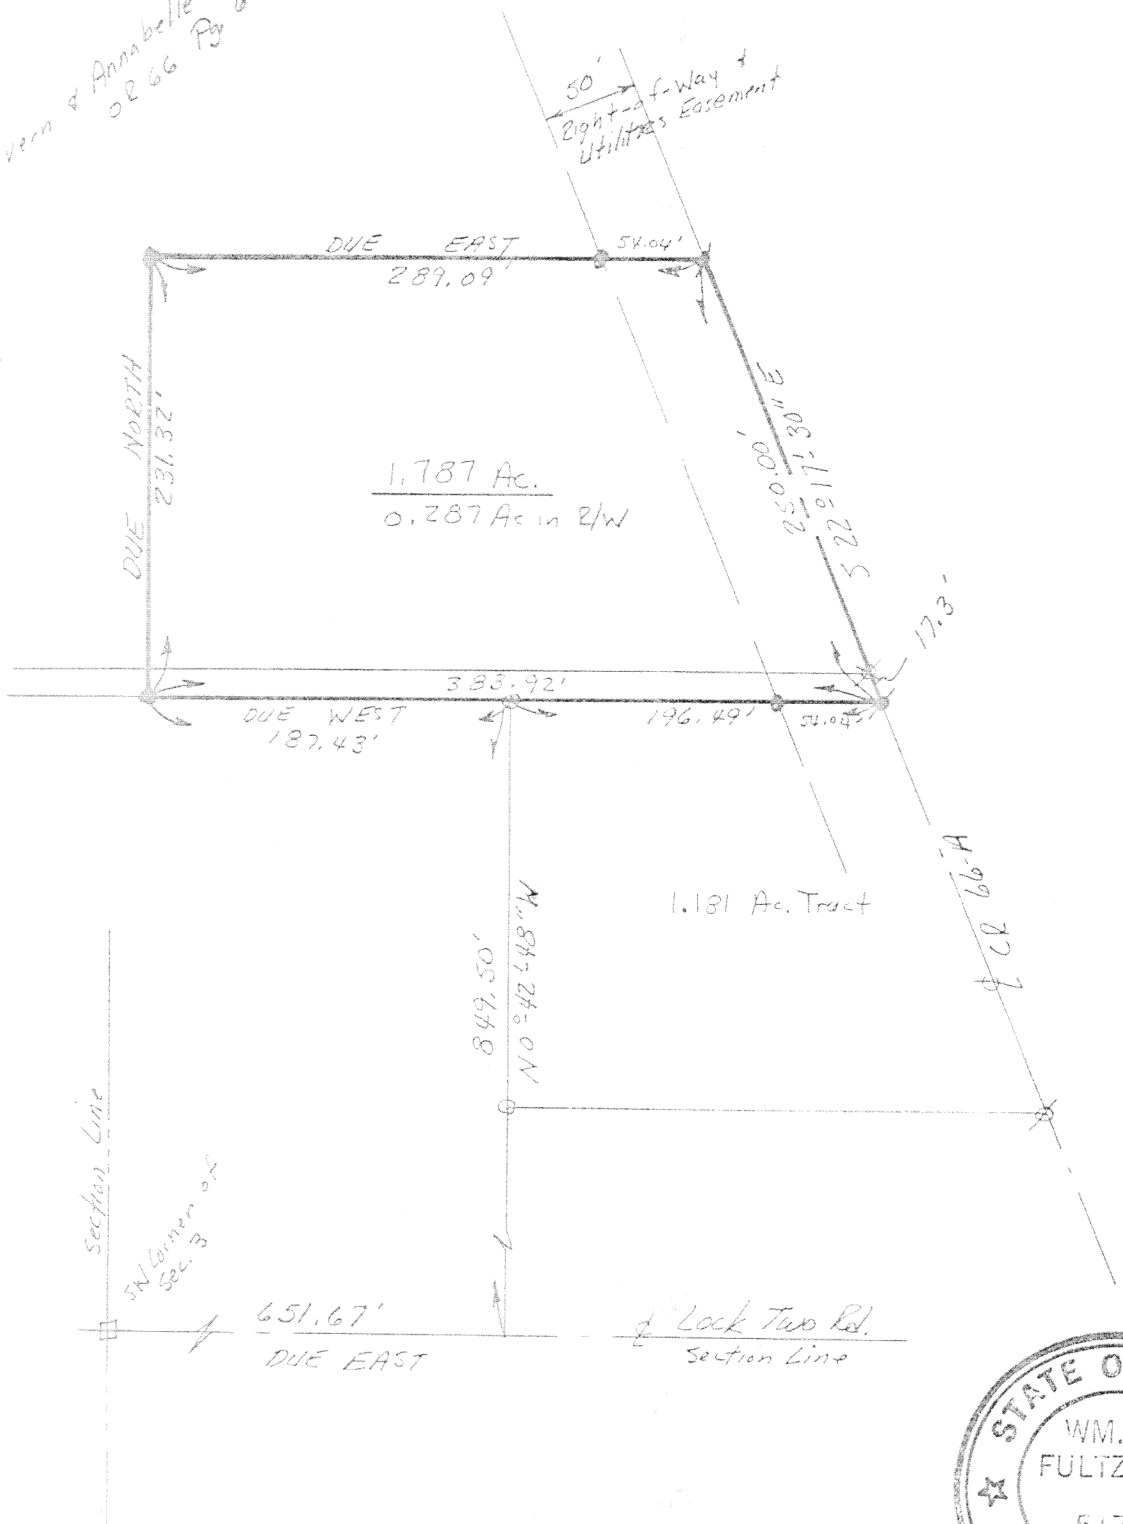 vern & Annabelle
OR 66 Pg
50'
Right-of-Way &
Utilities Easement
DUE EAST
54.04'
289.09
DUE NORTH
231.32'
1.787 Ac.
0.287 Ac in R/W
250.00'
S 22°-17'-30" E
17.3'
383.92'
DUE WEST
187.43'
196.49'
54.04'
849.50'
N 0°-42'-48" W
1.181 Ac. Tract
℄ CR 66-A
Section Line
SW Corner of
Sec. 3
651.67'
DUE EAST
℄ Lock Two Rd.
Section Line
STATE O
WM.
FULTZ